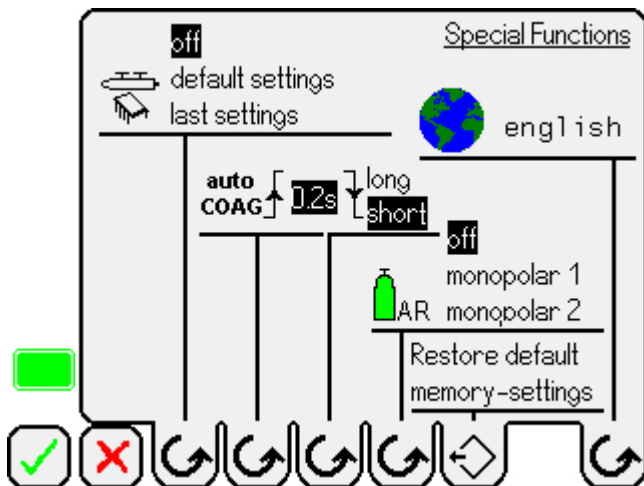 Special Functions
off
default settings
last settings
english
auto
COAG
0.2s
long
short
off
monopolar 1
monopolar 2
AR
Restore default
memory-settings